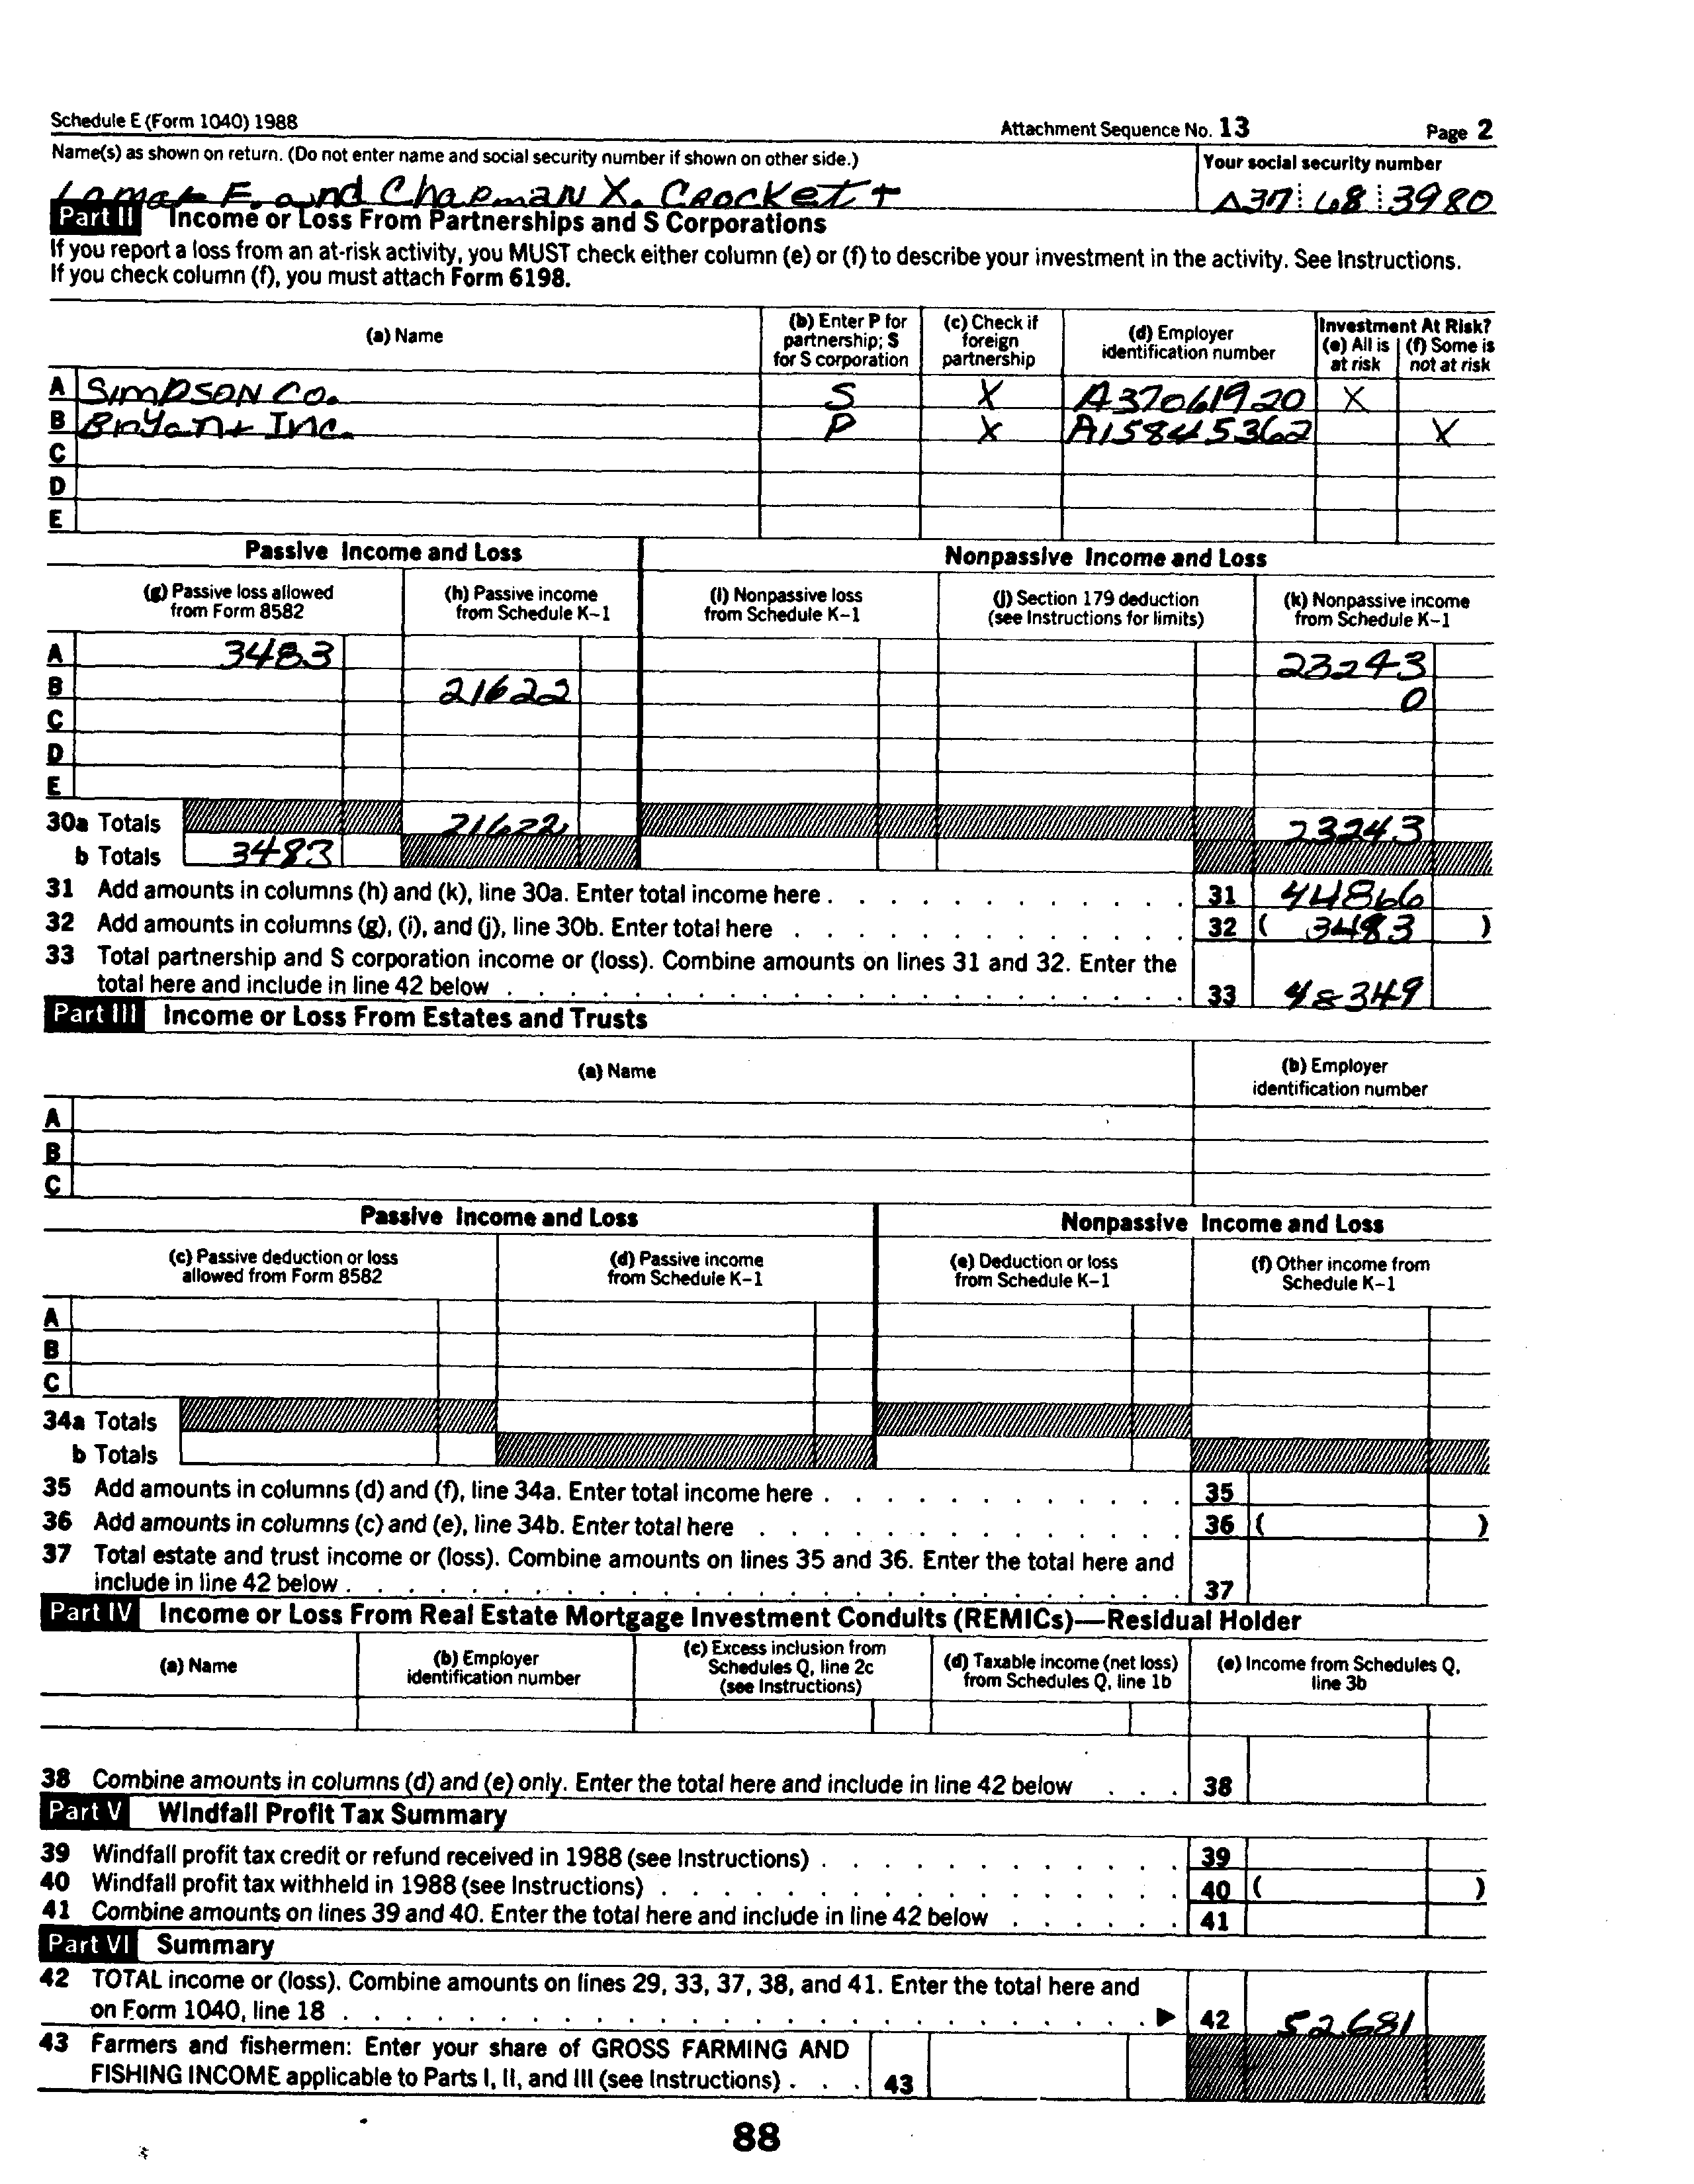 Schedule E (Form 1040) 1988 Attachment Sequence No. 13 Page 2
Name(s) as shown on return. (Do not enter name and social security number if shown on other side.) Your social security number
Lamar F. and Chapman X. Crockett A37 68 3980
Part II Income or Loss From Partnerships and S Corporations
If you report a loss from an at-risk activity, you MUST check either column (e) or (f) to describe your investment in the activity. See Instructions.
If you check column (f), you must attach Form 6198.
(a) Name (b) Enter P for partnership; S for S corporation (c) Check if foreign partnership (d) Employer identification number Investment At Risk? (e) All is at risk (f) Some is not at risk
A Simpson Co. S X A37061920 X
B Bryant Inc. P X A15845362 X
C
D
E
Passive Income and Loss Nonpassive Income and Loss
(g) Passive loss allowed from Form 8582 (h) Passive income from Schedule K-1 (i) Nonpassive loss from Schedule K-1 (j) Section 179 deduction (see Instructions for limits) (k) Nonpassive income from Schedule K-1
A 3483 23243
B 21622 0
C
D
E
30a Totals 21622 23243
b Totals 3483
31 Add amounts in columns (h) and (k), line 30a. Enter total income here . . . 31 44866
32 Add amounts in columns (g), (i), and (j), line 30b. Enter total here . . . 32 ( 3483 )
33 Total partnership and S corporation income or (loss). Combine amounts on lines 31 and 32. Enter the
total here and include in line 42 below . . . 33 48349
Part III Income or Loss From Estates and Trusts
(a) Name (b) Employer identification number
A
B
C
Passive Income and Loss Nonpassive Income and Loss
(c) Passive deduction or loss allowed from Form 8582 (d) Passive income from Schedule K-1 (e) Deduction or loss from Schedule K-1 (f) Other income from Schedule K-1
A
B
C
34a Totals
b Totals
35 Add amounts in columns (d) and (f), line 34a. Enter total income here . . . 35
36 Add amounts in columns (c) and (e), line 34b. Enter total here . . . 36 ( )
37 Total estate and trust income or (loss). Combine amounts on lines 35 and 36. Enter the total here and
include in line 42 below . . . 37
Part IV Income or Loss From Real Estate Mortgage Investment Conduits (REMICs)—Residual Holder
(a) Name (b) Employer identification number (c) Excess inclusion from Schedules Q, line 2c (see Instructions) (d) Taxable income (net loss) from Schedules Q, line 1b (e) Income from Schedules Q, line 3b
38 Combine amounts in columns (d) and (e) only. Enter the total here and include in line 42 below . . . 38
Part V Windfall Profit Tax Summary
39 Windfall profit tax credit or refund received in 1988 (see Instructions) . . . 39
40 Windfall profit tax withheld in 1988 (see Instructions) . . . 40 ( )
41 Combine amounts on lines 39 and 40. Enter the total here and include in line 42 below . . . 41
Part VI Summary
42 TOTAL income or (loss). Combine amounts on lines 29, 33, 37, 38, and 41. Enter the total here and
on Form 1040, line 18 . . . ▶ 42 52681
43 Farmers and fishermen: Enter your share of GROSS FARMING AND
FISHING INCOME applicable to Parts I, II, and III (see Instructions) . . . 43
88